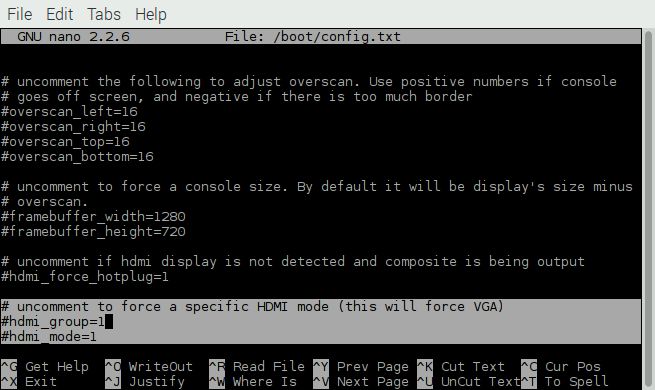 File Edit Tabs Help
GNU nano 2.2.6 File: /boot/config.txt
# uncomment the following to adjust overscan. Use positive numbers if console
# goes off screen, and negative if there is too much border
#overscan_left=16
#overscan_right=16
#overscan_top=16
#overscan_bottom=16
# uncomment to force a console size. By default it will be display's size minus
# overscan.
#framebuffer_width=1280
#framebuffer_height=720
# uncomment if hdmi display is not detected and composite is being output
#hdmi_force_hotplug=1
# uncomment to force a specific HDMI mode (this will force VGA)
#hdmi_group=1
#hdmi_mode=1
^G Get Help ^O WriteOut ^R Read File ^Y Prev Page ^K Cut Text ^C Cur Pos
^X Exit ^J Justify ^W Where Is ^V Next Page ^U UnCut Text ^T To Spell